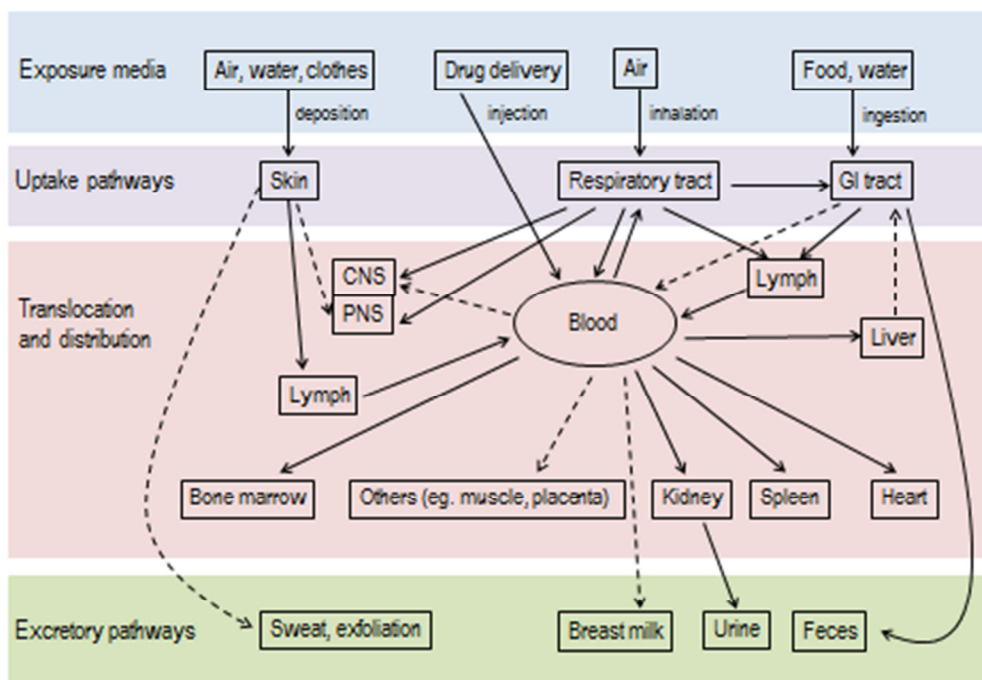 Exposure media
Air, water, clothes
Drug delivery
Air
Food, water
deposition
injection
inhalation
ingestion
Uptake pathways
Skin
Respiratory tract
GI tract
Translocation
and distribution
CNS
PNS
Blood
Lymph
Liver
Lymph
Bone marrow
Others (eg. muscle, placenta)
Kidney
Spleen
Heart
Excretory pathways
Sweat, exfoliation
Breast milk
Urine
Feces